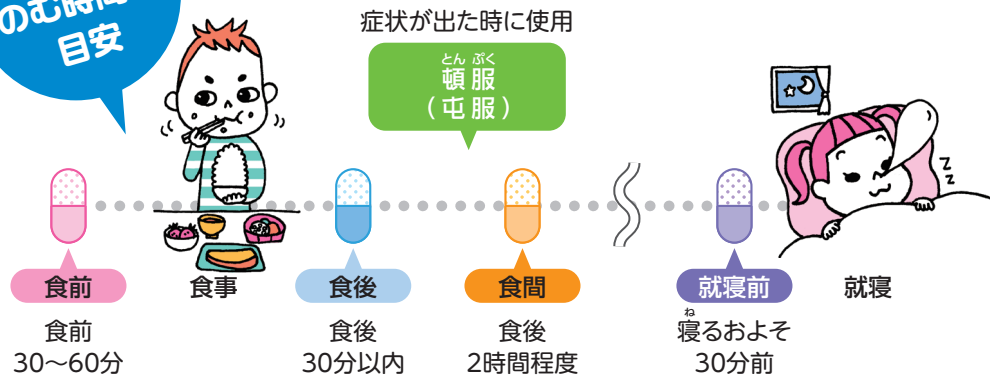 のむ時間
目安
症状が出た時に使用
とん ぷく
頓服
(屯服)
z
z
食前
食事
食後
食間
就寝前
就寝
食前
30〜60分
食後
30分以内
食後
2時間程度
ね
寝るおよそ
30分前